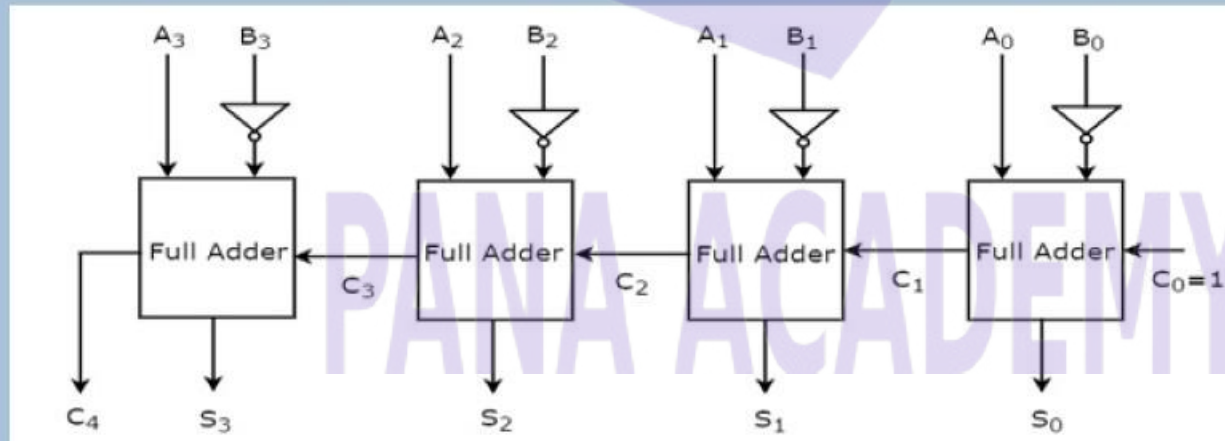 A₃ B₃ A₂ B₂ A₁ B₁ A₀ B₀
Full Adder Full Adder Full Adder Full Adder
C₃ C₂ C₁ C₀=1
C₄ S₃ S₂ S₁ S₀
PANA ACADEMY